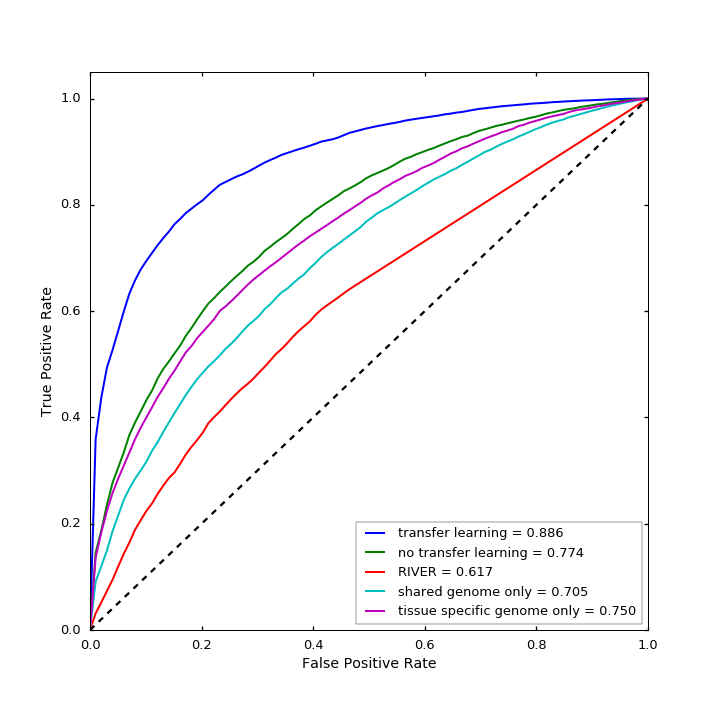 1.0
0.8
0.6
0.4
0.2
0.0
True Positive Rate
transfer learning = 0.886
no transfer learning = 0.774
RIVER = 0.617
shared genome only = 0.705
tissue specific genome only = 0.750
0.0 0.2 0.4 0.6 0.8 1.0
False Positive Rate